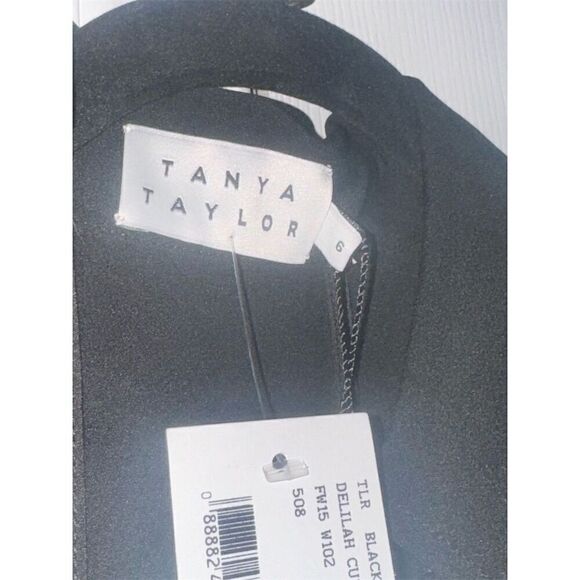 TANYA
TAYLOR
6
TLR BLACK
DELILAH CU
FW15 W102
508
0 88882